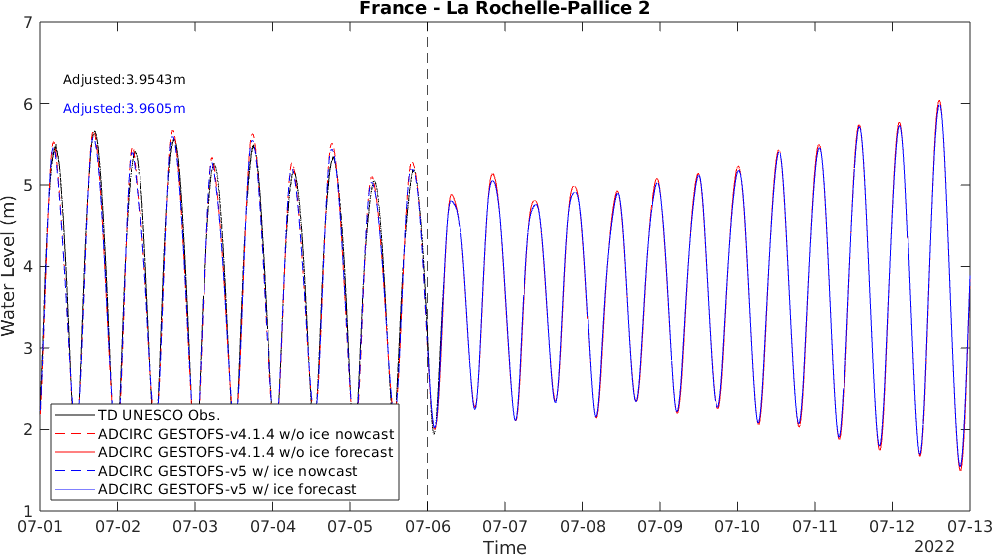 France - La Rochelle-Pallice 2
7
Adjusted:3.9543m
6
Adjusted:3.9605m
5
4
3
2
1
Water Level (m)
TD UNESCO Obs.
ADCIRC GESTOFS-v4.1.4 w/o ice nowcast
ADCIRC GESTOFS-v4.1.4 w/o ice forecast
ADCIRC GESTOFS-v5 w/ ice nowcast
ADCIRC GESTOFS-v5 w/ ice forecast
07-01 07-02 07-03 07-04 07-05 07-06 07-07 07-08 07-09 07-10 07-11 07-12 07-13
Time
2022